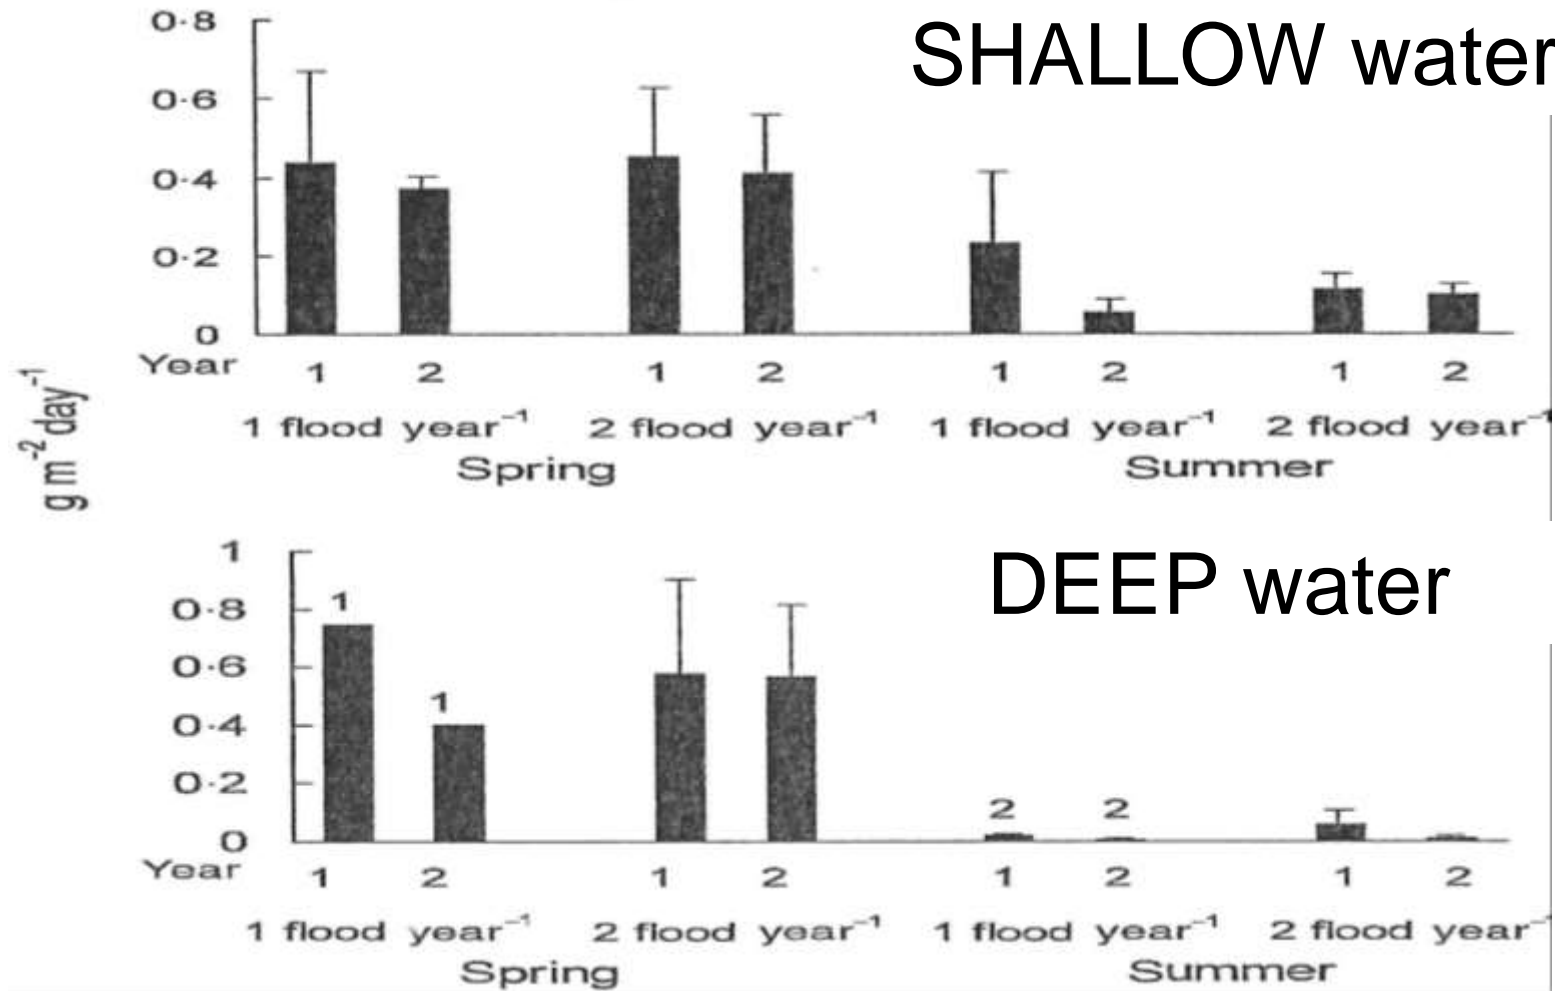 SHALLOW water
0·8
0·6
0·4
0·2
0
Year 1 2 1 2 1 2 1 2
1 flood year⁻¹ 2 flood year⁻¹ 1 flood year⁻¹ 2 flood year⁻¹
Spring Summer
g m⁻² day⁻¹
DEEP water
1
0·8
0·6
0·4
0·2
0
1 1 2 2
Year 1 2 1 2 1 2 1 2
1 flood year⁻¹ 2 flood year⁻¹ 1 flood year⁻¹ 2 flood year⁻
Spring Summer